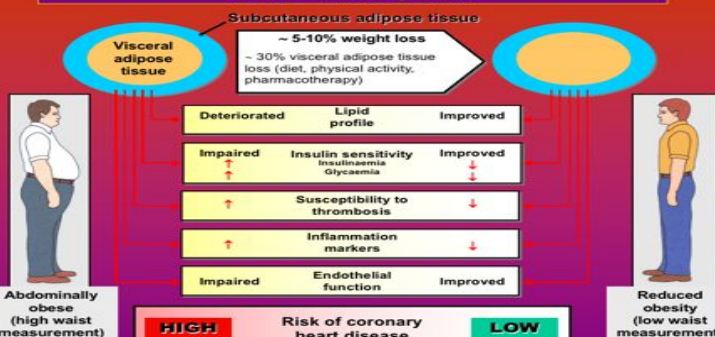 Subcutaneous adipose tissue
Visceral
adipose
tissue
~ 5-10% weight loss
~ 30% visceral adipose tissue
loss (diet, physical activity,
pharmacotherapy)
Deteriorated Lipid profile Improved
Impaired Insulin sensitivity Improved
↑ Insulinaemia ↓
↑ Glycaemia ↓
↑ Susceptibility to thrombosis ↓
↑ Inflammation markers ↓
Impaired Endothelial function Improved
Abdominally
obese
(high waist
measurement)
HIGH Risk of coronary heart disease LOW
Reduced
obesity
(low waist
measurement)